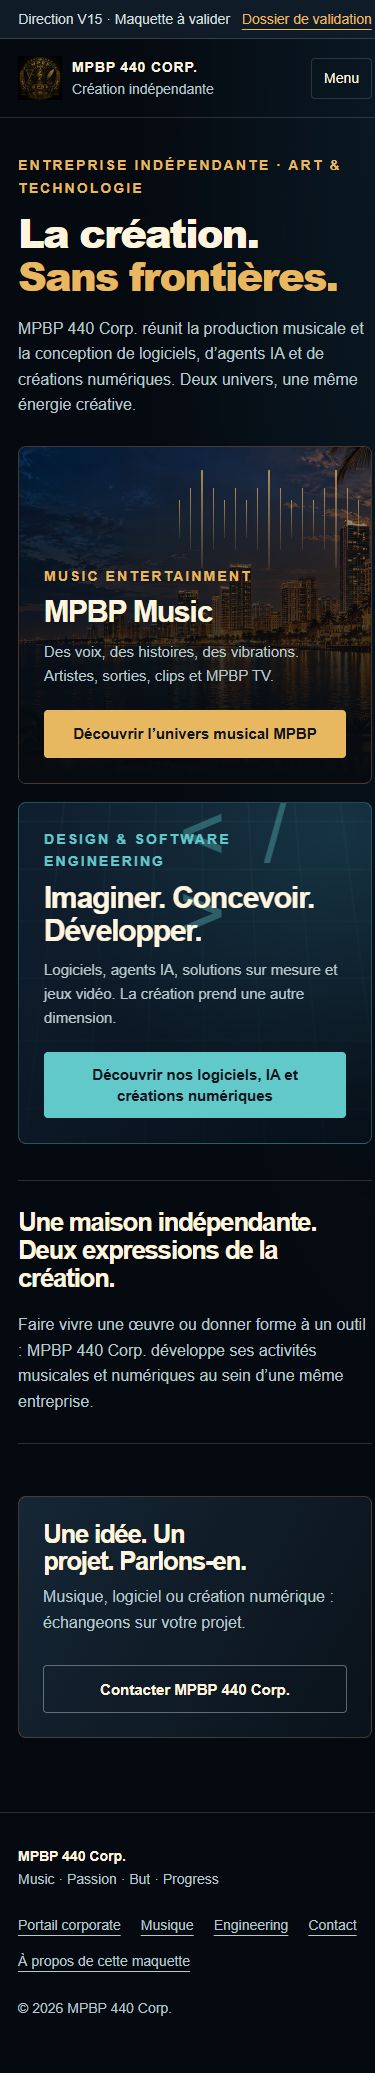 Direction V15 · Maquette à valider Dossier de validation
MPBP 440 CORP.
Création indépendante
Menu
ENTREPRISE INDÉPENDANTE · ART &
TECHNOLOGIE
La création.
Sans frontières.
MPBP 440 Corp. réunit la production musicale et
la conception de logiciels, d’agents IA et de
créations numériques. Deux univers, une même
énergie créative.
MUSIC ENTERTAINMENT
MPBP Music
Des voix, des histoires, des vibrations.
Artistes, sorties, clips et MPBP TV.
Découvrir l’univers musical MPBP
< / >
DESIGN & SOFTWARE
ENGINEERING
Imaginer. Concevoir.
Développer.
Logiciels, agents IA, solutions sur mesure et
jeux vidéo. La création prend une autre
dimension.
Découvrir nos logiciels, IA et
créations numériques
Une maison indépendante.
Deux expressions de la
création.
Faire vivre une œuvre ou donner forme à un outil
: MPBP 440 Corp. développe ses activités
musicales et numériques au sein d’une même
entreprise.
Une idée. Un
projet. Parlons-en.
Musique, logiciel ou création numérique :
échangeons sur votre projet.
Contacter MPBP 440 Corp.
MPBP 440 Corp.
Music · Passion · But · Progress
Portail corporate Musique Engineering Contact
À propos de cette maquette
© 2026 MPBP 440 Corp.